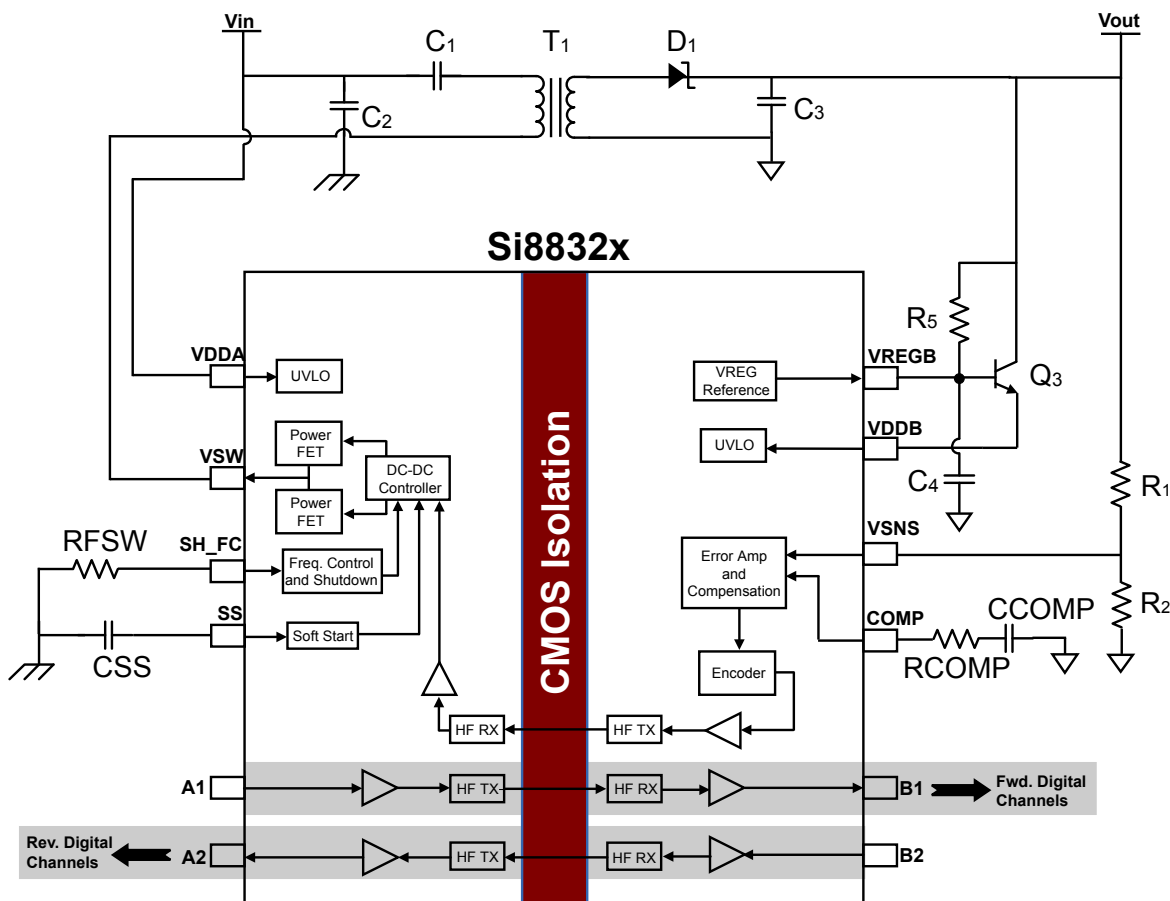 Vin
Vout
C1
T1
D1
C2
C3
Si8832x
CMOS Isolation
VDDA
UVLO
VSW
Power
FET
Power
FET
DC-DC
Controller
RFSW
SH_FC
Freq. Control
and Shutdown
SS
Soft Start
CSS
VREG
Reference
VREGB
R5
Q3
UVLO
VDDB
C4
R1
VSNS
Error Amp
and
Compensation
COMP
CCOMP
R2
RCOMP
Encoder
HF RX
HF TX
A1
HF TX
HF RX
B1
Fwd. Digital
Channels
Rev. Digital
Channels
A2
HF TX
HF RX
B2